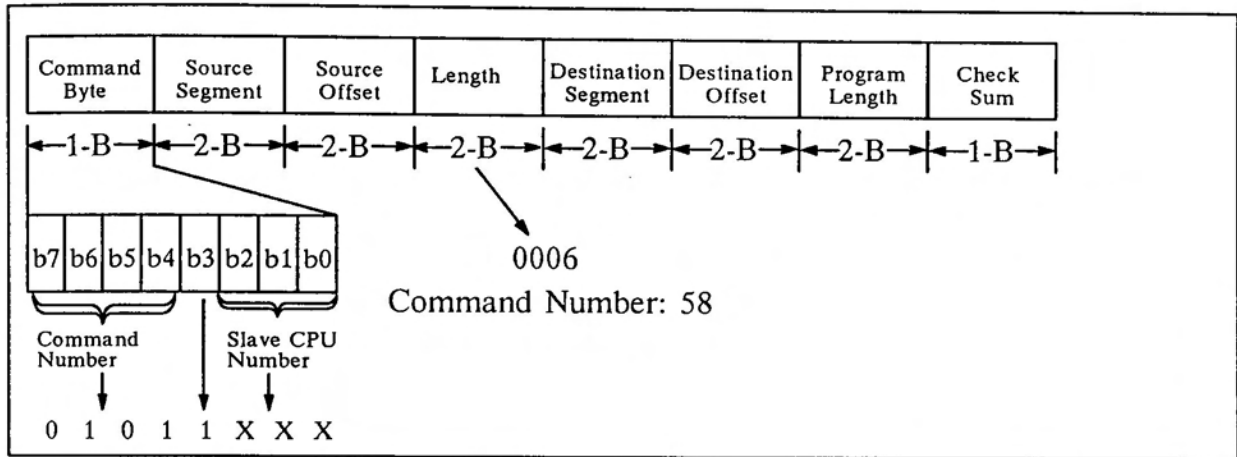 Command Byte
Source Segment
Source Offset
Length
Destination Segment
Destination Offset
Program Length
Check Sum
1-B
2-B
2-B
2-B
2-B
2-B
2-B
1-B
b7 b6 b5 b4 b3 b2 b1 b0
0006
Command Number: 58
Command Number
Slave CPU Number
0 1 0 1 1 X X X